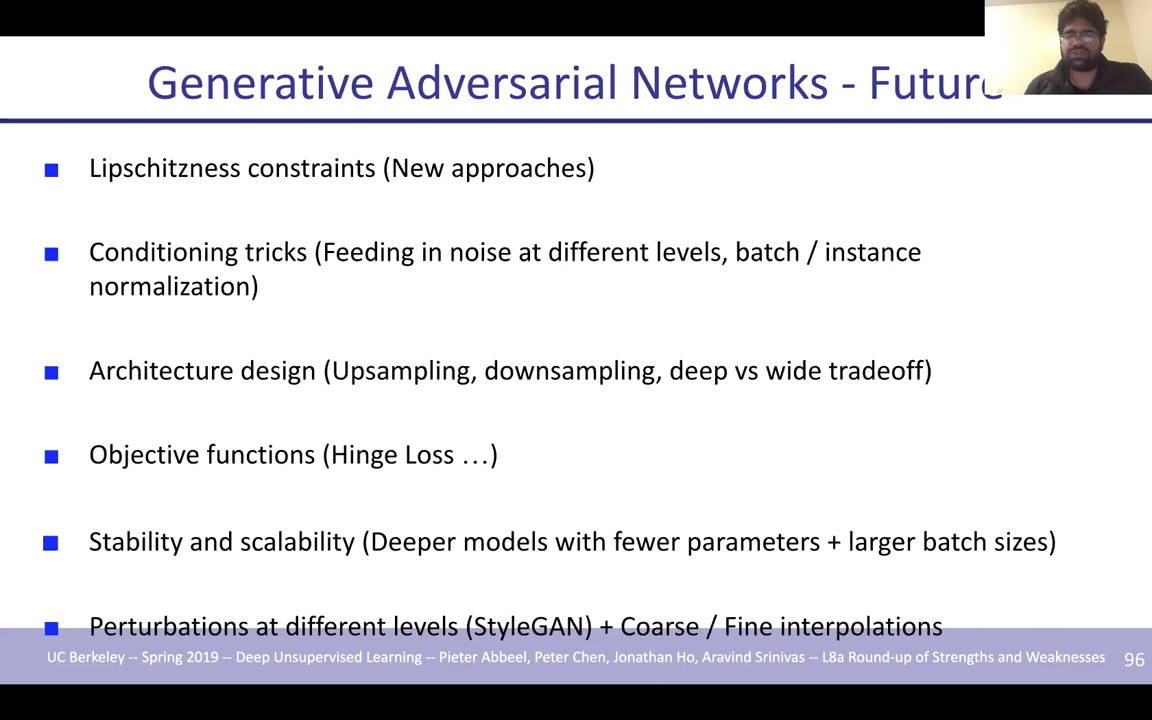 Generative Adversarial Networks - Future
Lipschitzness constraints (New approaches)
Conditioning tricks (Feeding in noise at different levels, batch / instance
normalization)
Architecture design (Upsampling, downsampling, deep vs wide tradeoff)
Objective functions (Hinge Loss …)
Stability and scalability (Deeper models with fewer parameters + larger batch sizes)
Perturbations at different levels (StyleGAN) + Coarse / Fine interpolations
UC Berkeley -- Spring 2019 -- Deep Unsupervised Learning -- Pieter Abbeel, Peter Chen, Jonathan Ho, Aravind Srinivas -- L8a Round-up of Strengths and Weaknesses
96